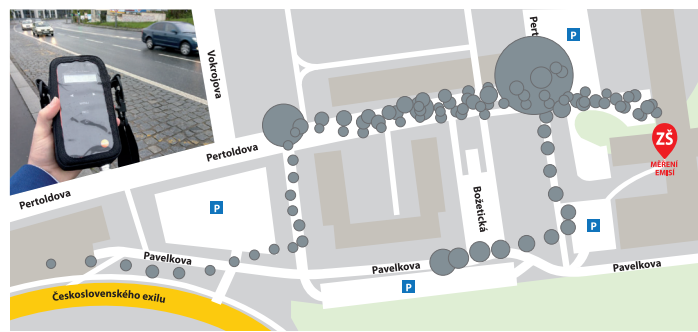 Vokrojova
Pert
P
Pertoldova
ZŠ
MĚŘENÍ
EMISÍ
Pertoldova
P
Božetická
P
Pavelkova
Pavelkova
Pavelkova
P
Československého exilu